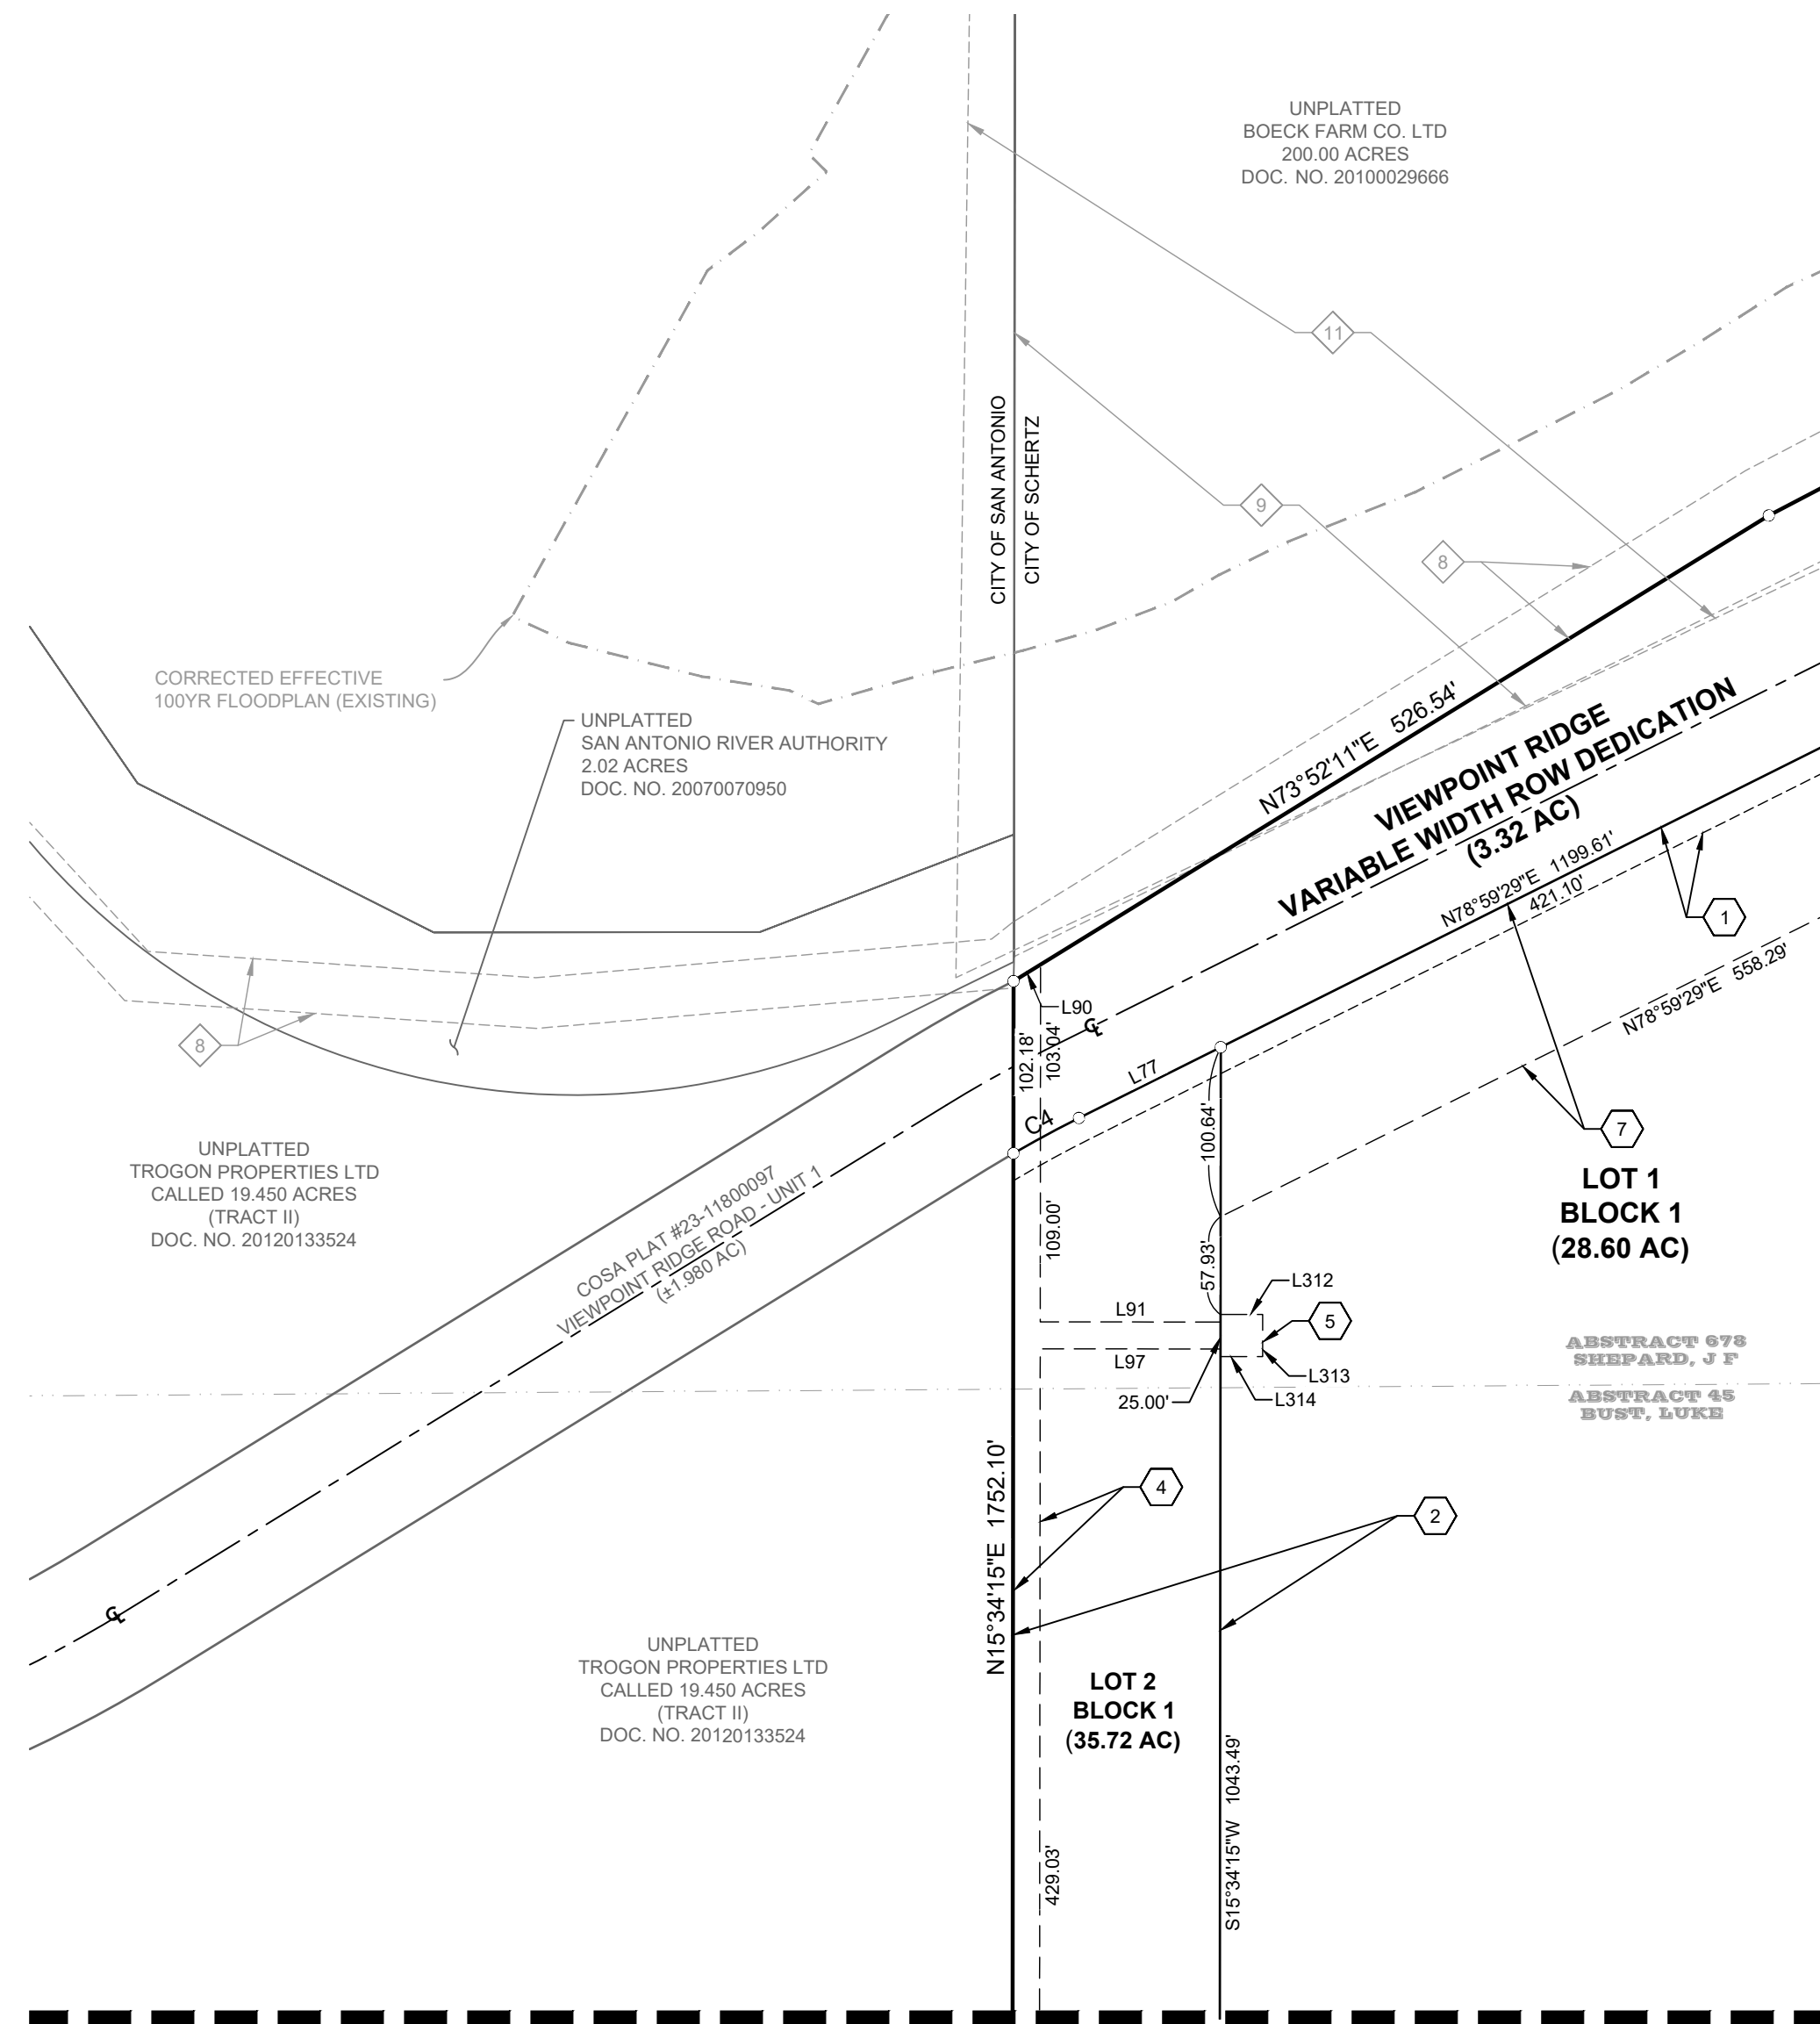 UNPLATTED
BOECK FARM CO. LTD
200.00 ACRES
DOC. NO. 20100029666
11
CITY OF SAN ANTONIO
CITY OF SCHERTZ
9
8
CORRECTED EFFECTIVE
100YR FLOODPLAN (EXISTING)
UNPLATTED
SAN ANTONIO RIVER AUTHORITY
2.02 ACRES
DOC. NO. 20070070950
N73°52'11"E 526.54'
VIEWPOINT RIDGE
VARIABLE WIDTH ROW DEDICATION
(3.32 AC)
N78°59'29"E 1199.61'
421.10'
1
N78°59'29"E 558.29'
L90
℄
102.18'
103.04'
L77
C4
8
100.64'
7
UNPLATTED
TROGON PROPERTIES LTD
CALLED 19.450 ACRES
(TRACT II)
DOC. NO. 20120133524
COSA PLAT #23-11800097
VIEWPOINT RIDGE ROAD - UNIT 1
(±1.980 AC)
LOT 1
BLOCK 1
(28.60 AC)
109.00'
57.93'
L312
L91
5
L97
L313
L314
25.00'
ABSTRACT 678
SHEPARD, J F
ABSTRACT 45
BUST, LUKE
N15°34'15"E 1752.10'
4
2
℄
UNPLATTED
TROGON PROPERTIES LTD
CALLED 19.450 ACRES
(TRACT II)
DOC. NO. 20120133524
LOT 2
BLOCK 1
(35.72 AC)
429.03'
S15°34'15"W 1043.49'